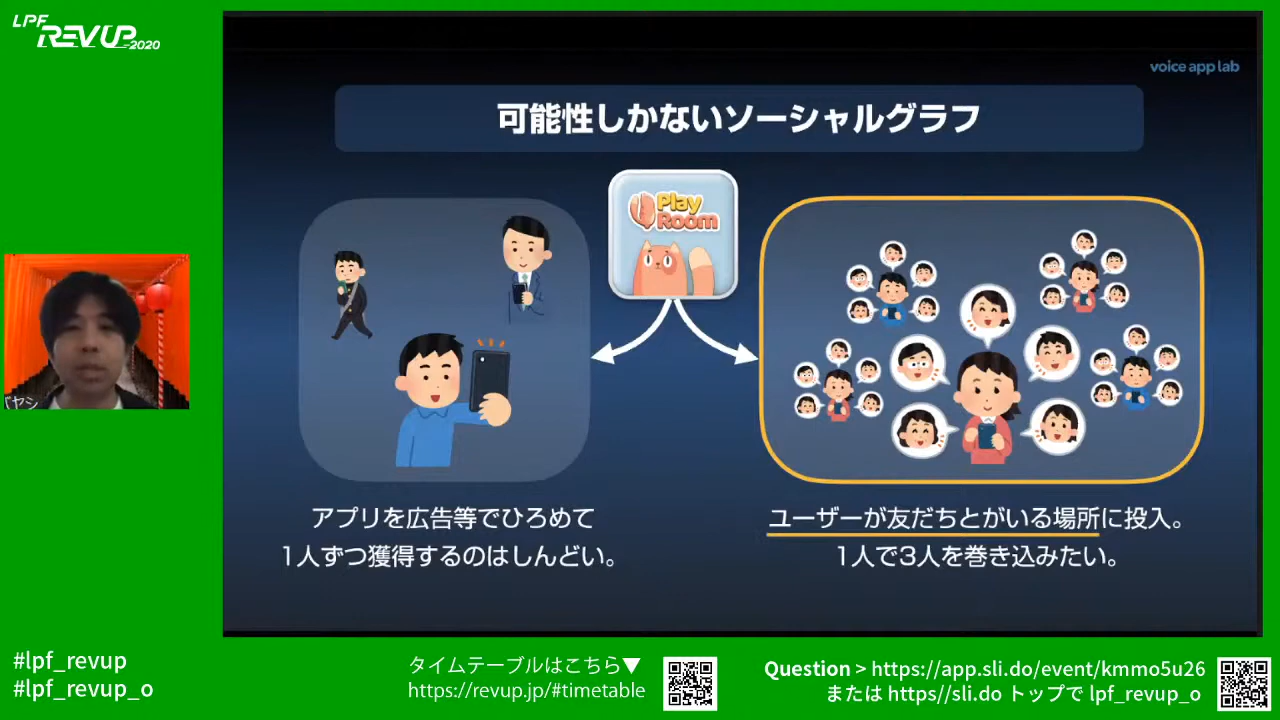 LPF
REV UP 2020
voice app lab
可能性しかないソーシャルグラフ
Play
Room
アプリを広告等でひろめて
1人ずつ獲得するのはしんどい。
ユーザーが友だちとがいる場所に投入。
1人で3人を巻き込みたい。
バヤシ
#lpf_revup
#lpf_revup_o
タイムテーブルはこちら▼
https://revup.jp/#timetable
Question > https://app.sli.do/event/kmmo5u26
または https//sli.do トップで lpf_revup_o